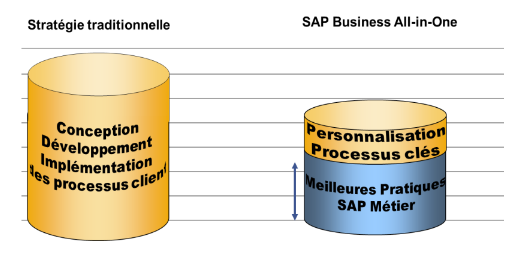 Stratégie traditionnelle
SAP Business All-in-One
Conception
Développement
Implémentation
des processus client
Personnalisation
Processus clés
Meilleures Pratiques
SAP Métier